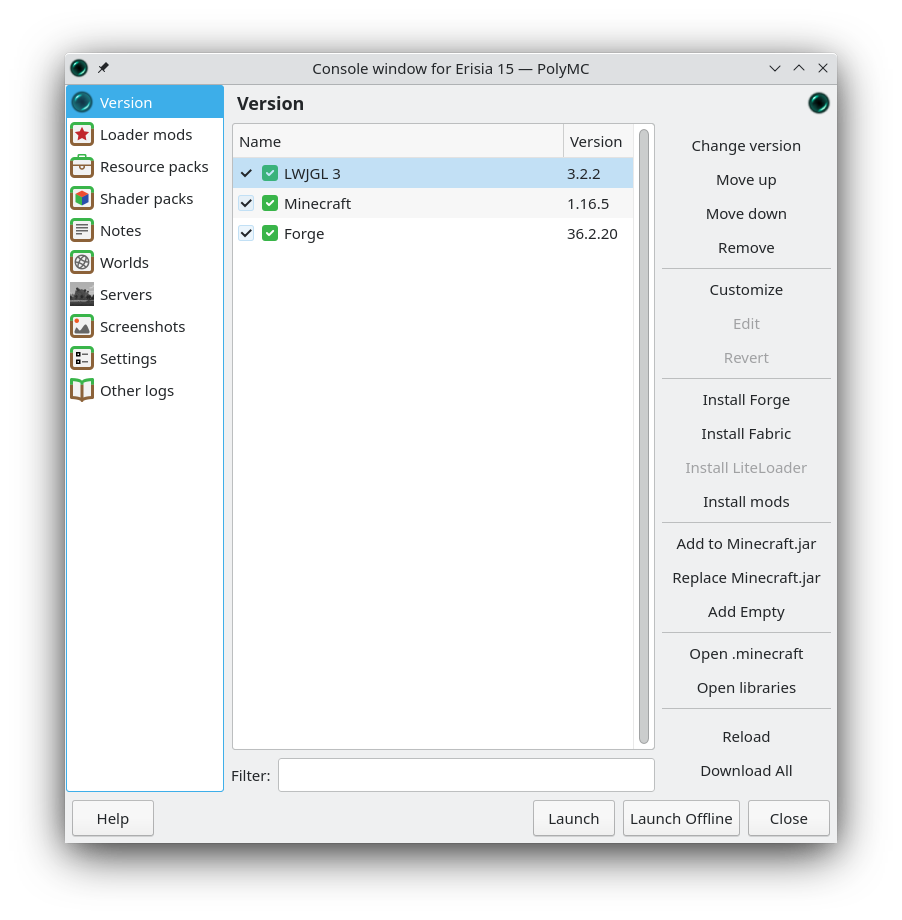 Console window for Erisia 15 — PolyMC
Version
Loader mods
Resource packs
Shader packs
Notes
Worlds
Servers
Screenshots
Settings
Other logs
Version
Name Version
LWJGL 3 3.2.2
Minecraft 1.16.5
Forge 36.2.20
Filter:
Change version
Move up
Move down
Remove
Customize
Edit
Revert
Install Forge
Install Fabric
Install LiteLoader
Install mods
Add to Minecraft.jar
Replace Minecraft.jar
Add Empty
Open .minecraft
Open libraries
Reload
Download All
Help Launch Launch Offline Close